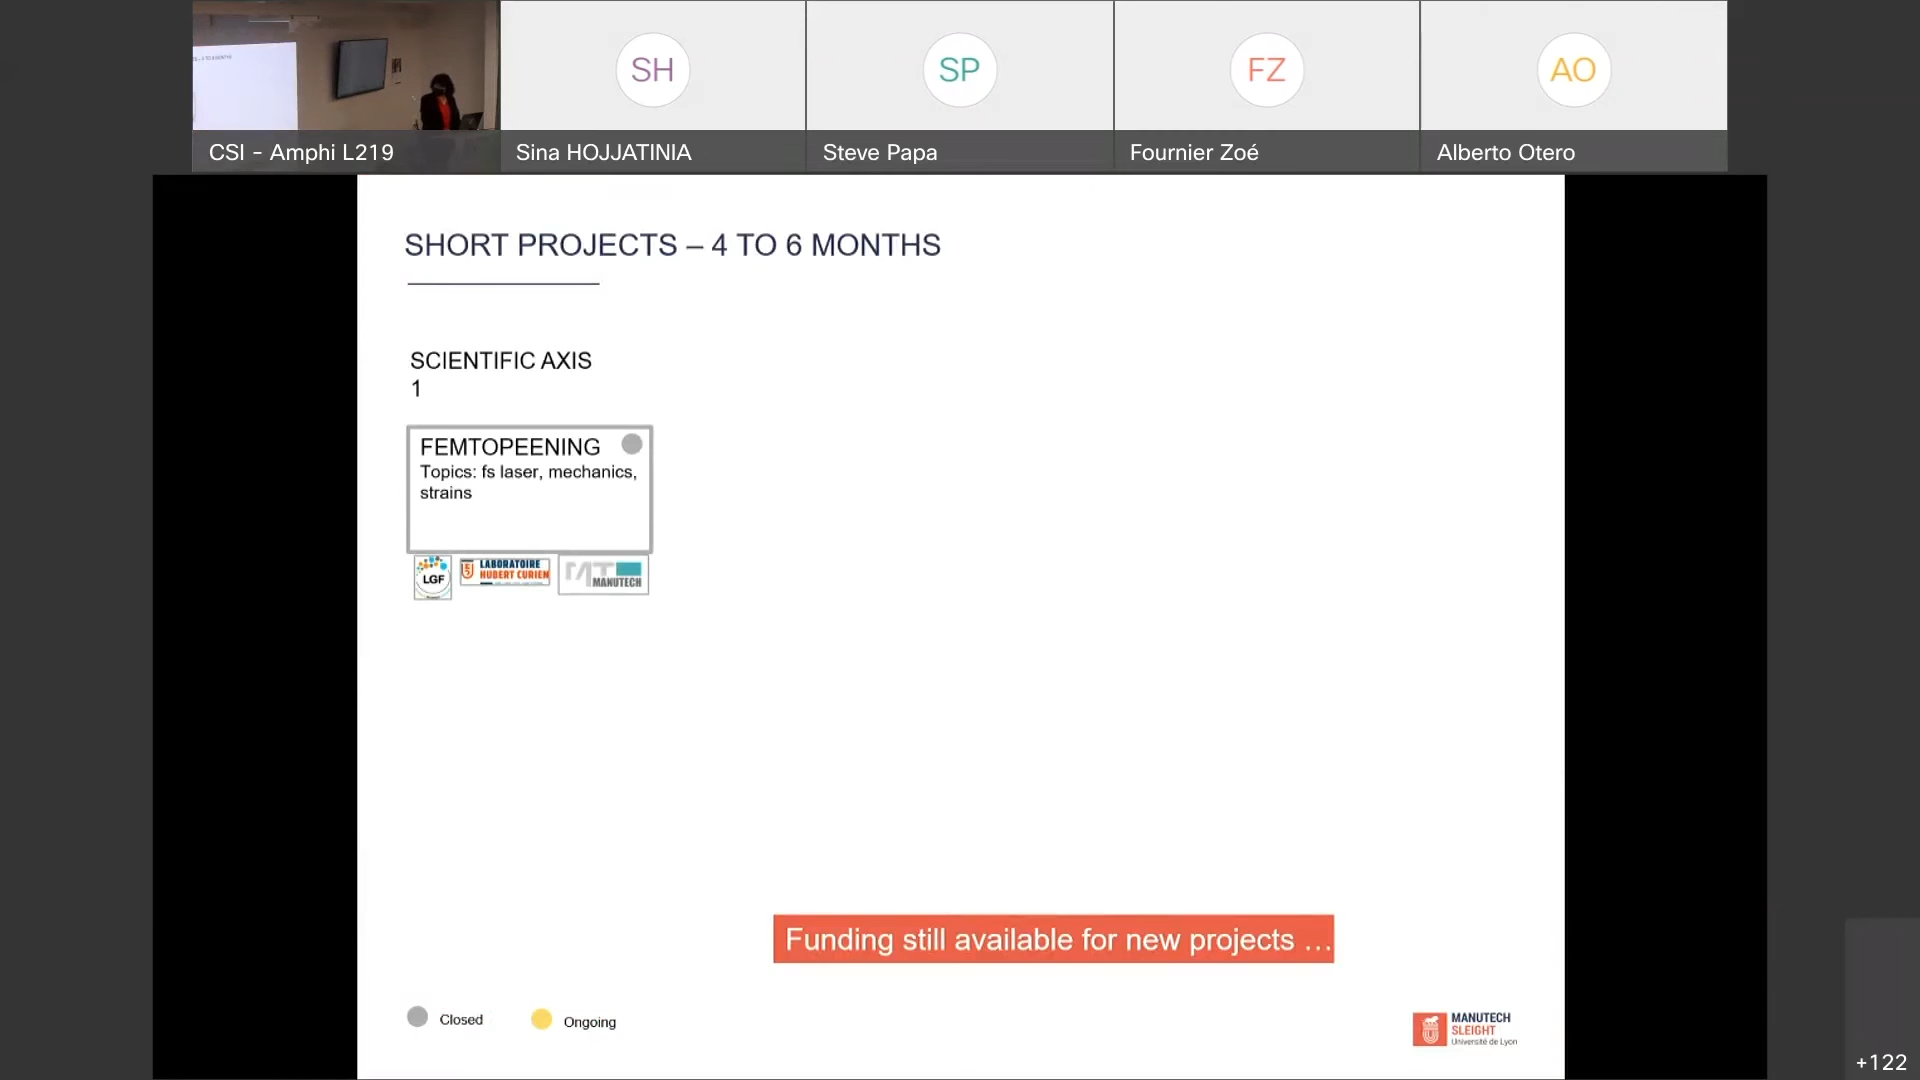 SH
SP
FZ
AO
CSI - Amphi L219
Sina HOJJATINIA
Steve Papa
Fournier Zoé
Alberto Otero
SHORT PROJECTS – 4 TO 6 MONTHS
SCIENTIFIC AXIS
1
FEMTOPEENING
Topics: fs laser, mechanics,
strains
LGF
LABORATOIRE
HUBERT CURIEN
MANUTECH
Funding still available for new projects ...
Closed
Ongoing
MANUTECH
SLEIGHT
Université de Lyon
+122